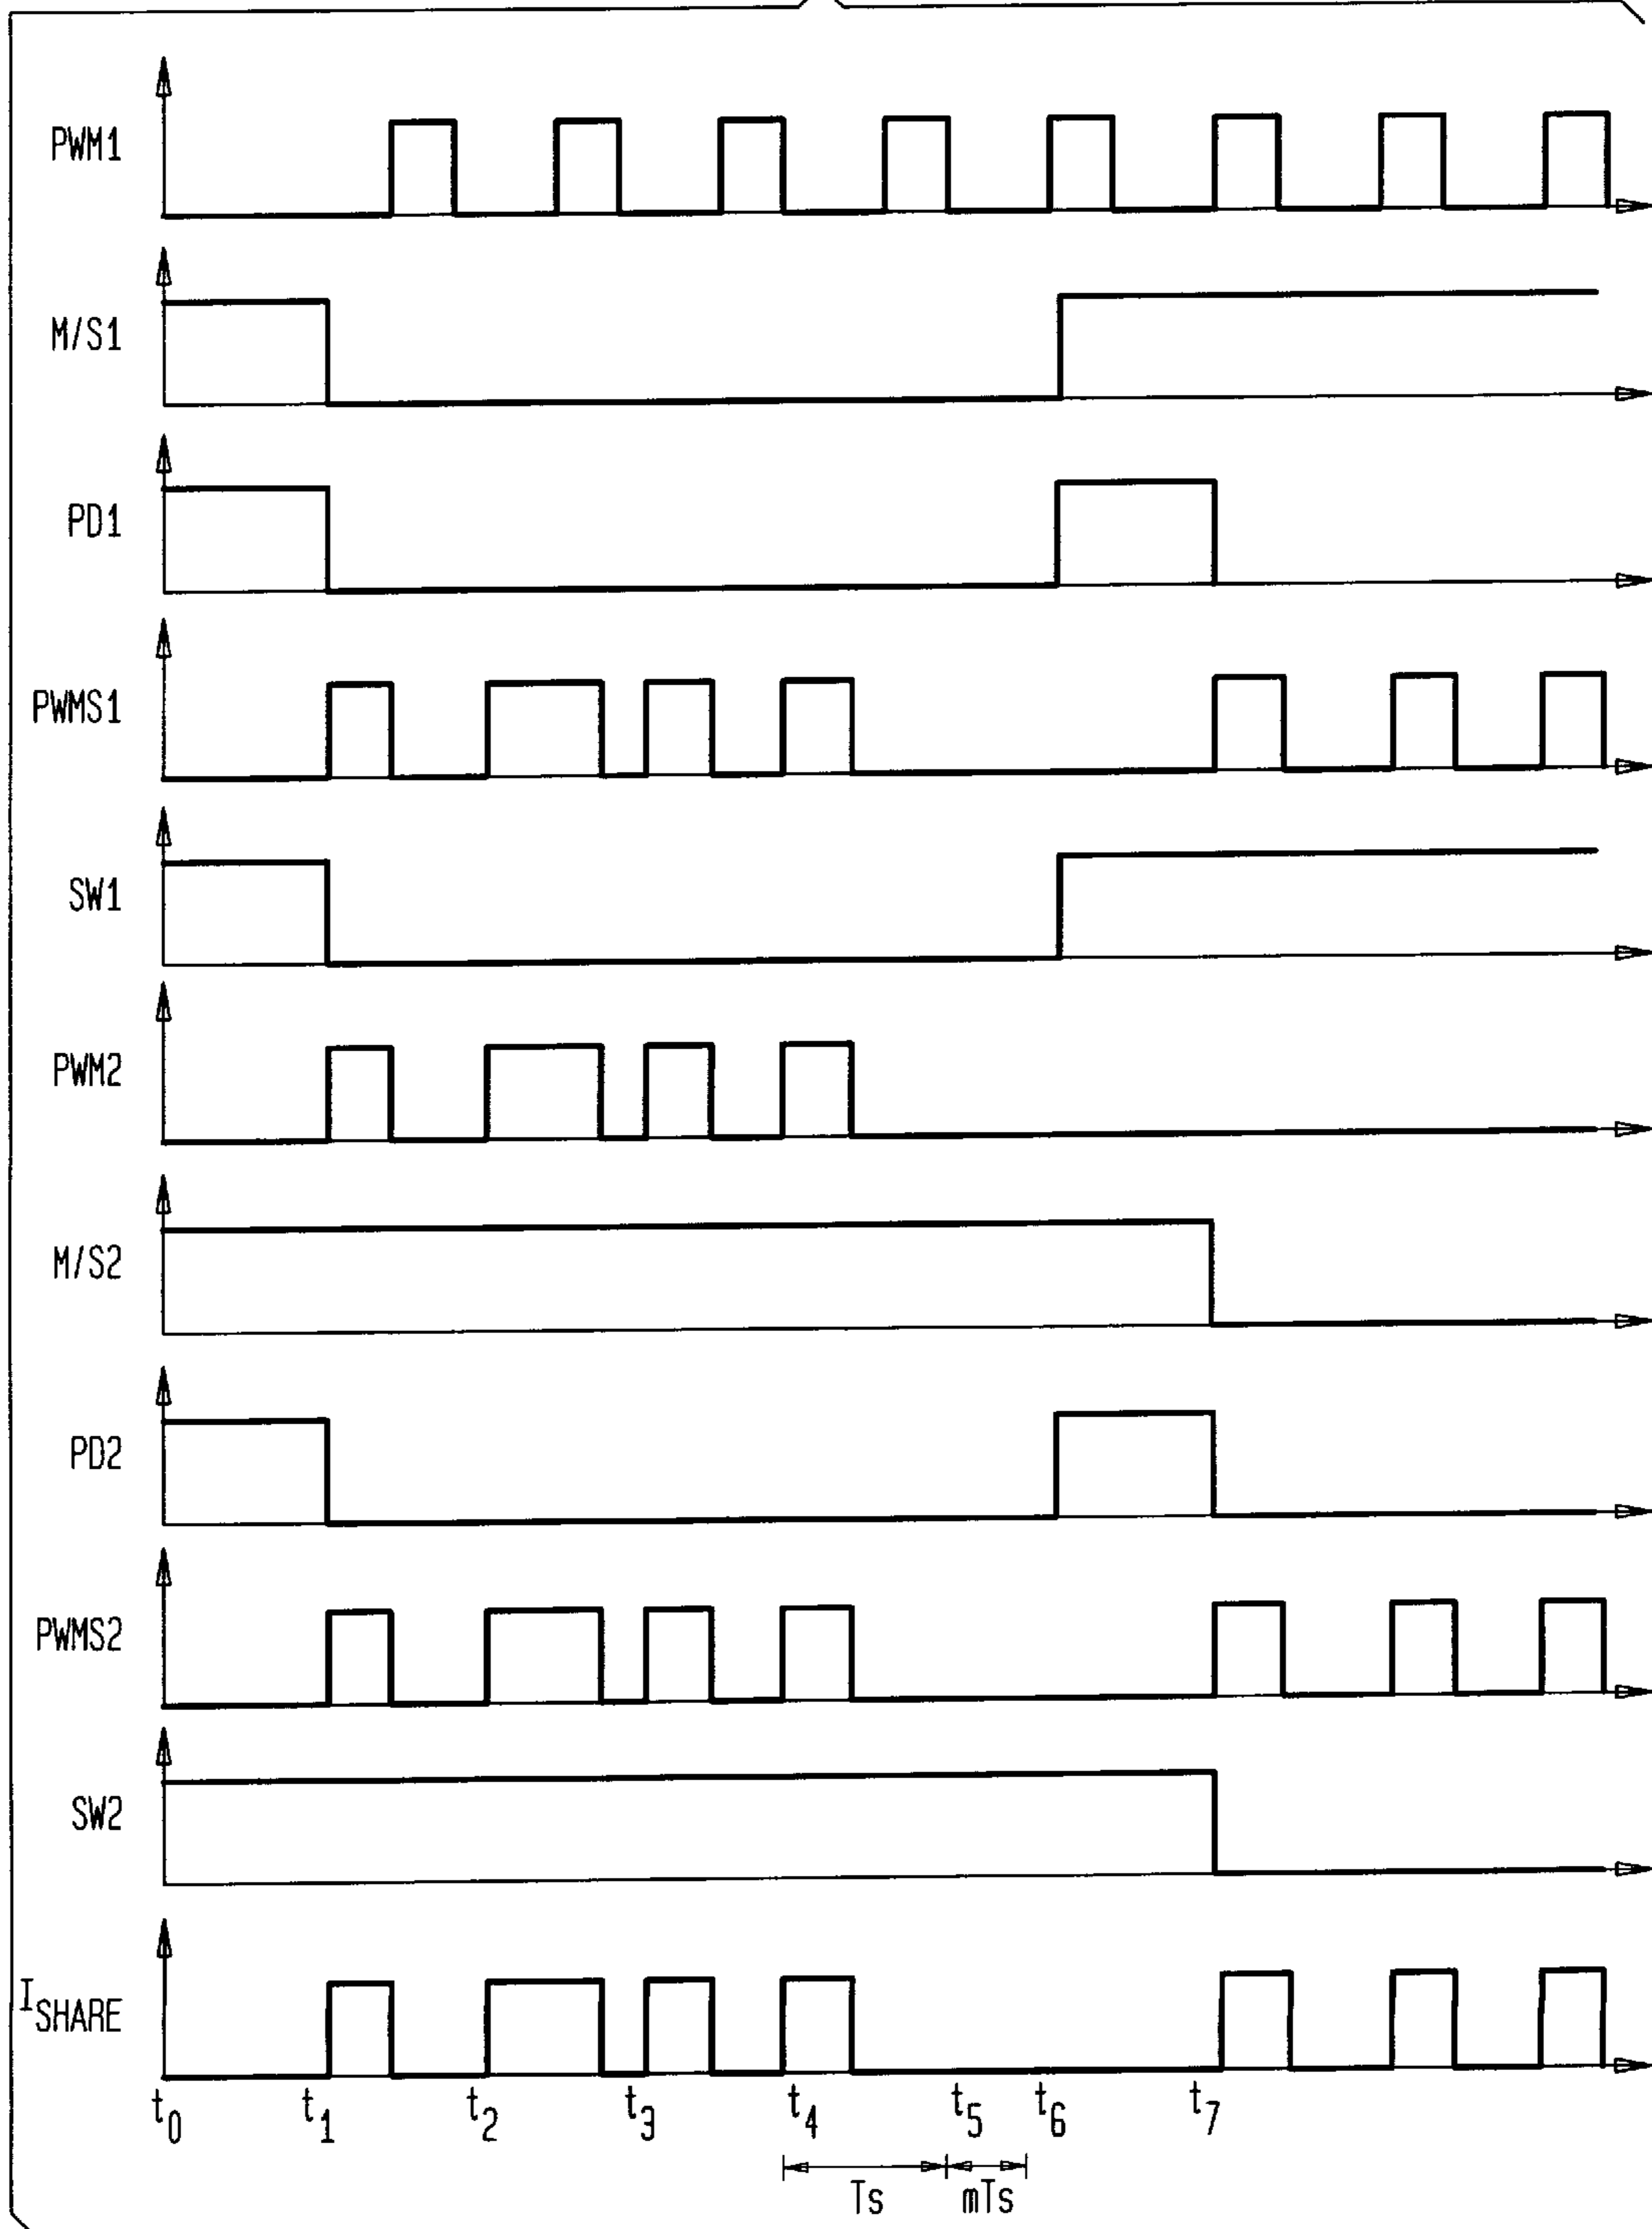 PWM1
M/S1
PD1
PWMS1
SW1
PWM2
M/S2
PD2
PWMS2
SW2
I SHARE
t0 t1 t2 t3 t4 t5 t6 t7
Ts mTs